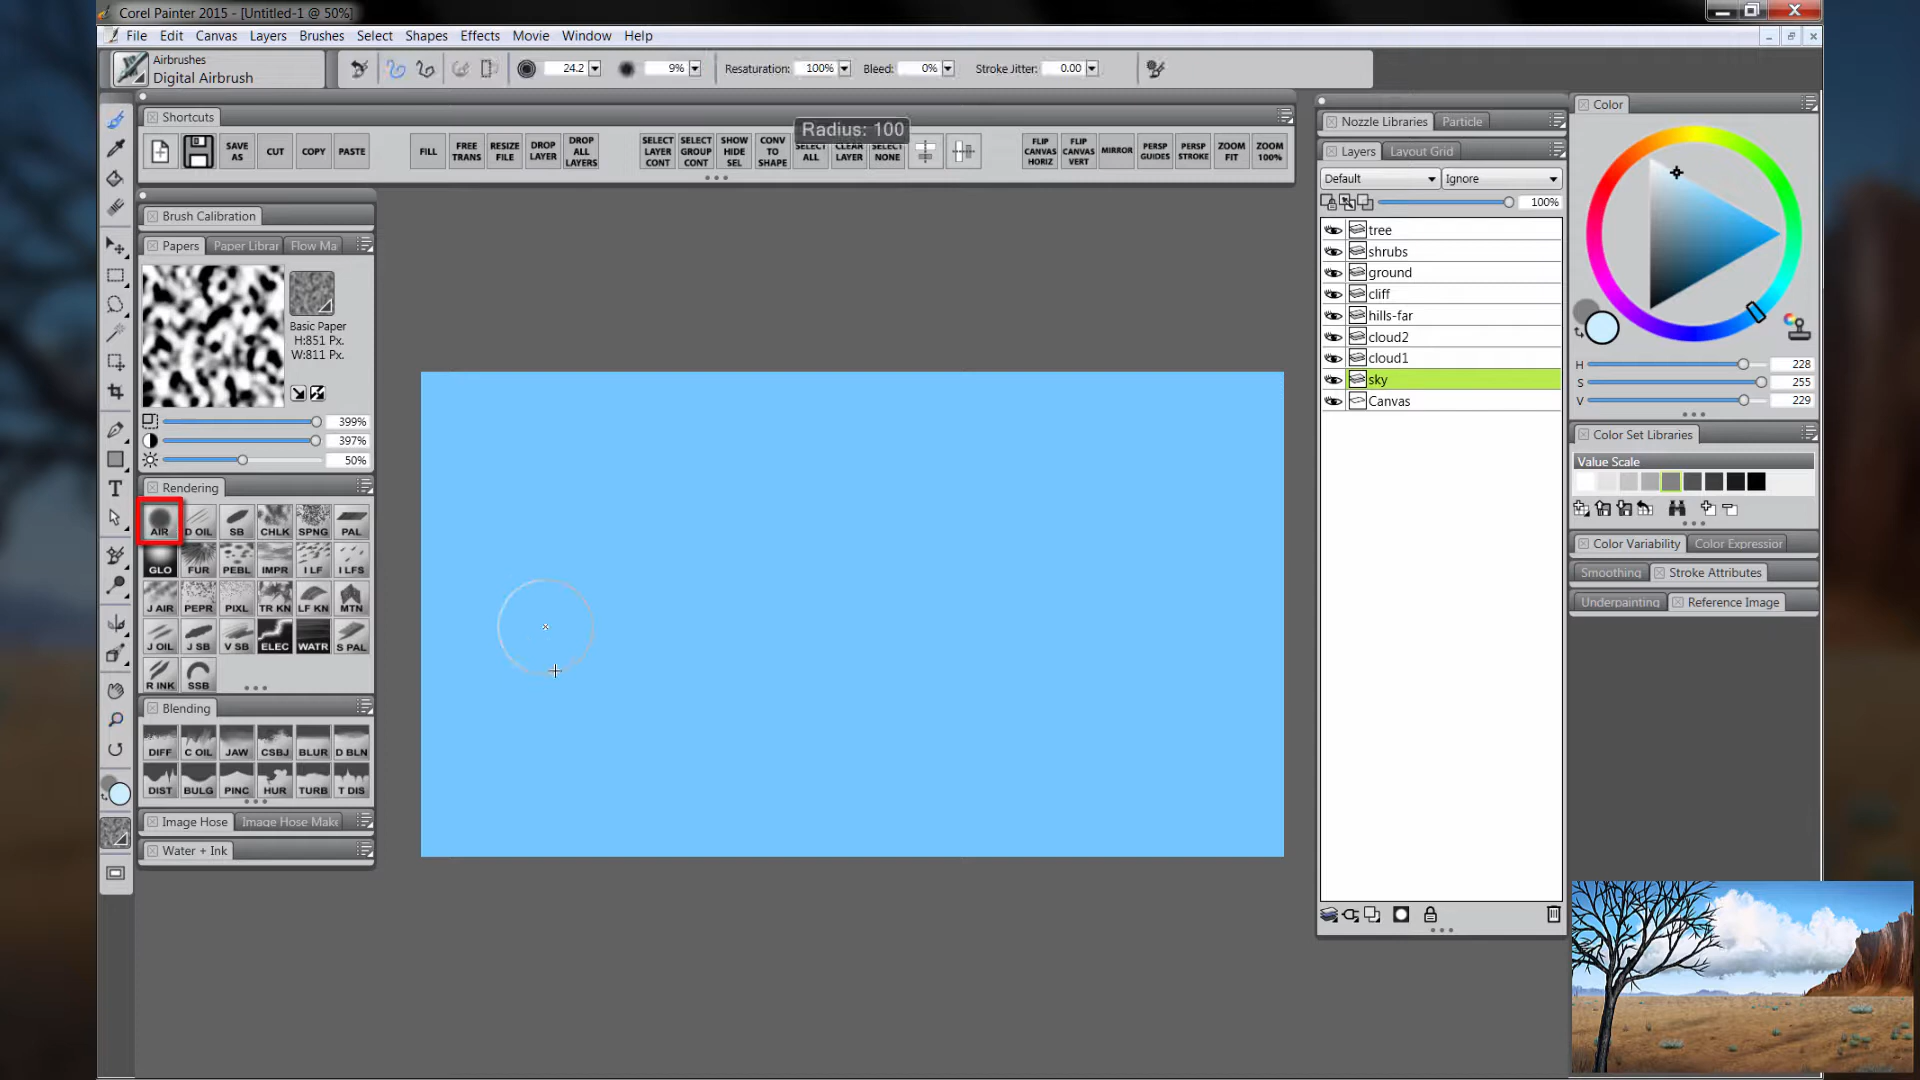 Corel Painter 2015 - [Untitled-1 @ 50%]
File Edit Canvas Layers Brushes Select Shapes Effects Movie Window Help
Airbrushes
Digital Airbrush
24.2
9%
Resaturation: 100%
Bleed: 0%
Stroke Jitter: 0.00
Shortcuts
Radius: 100
SAVE AS
CUT
COPY
PASTE
FILL
FREE TRANS
RESIZE FILE
DROP LAYER
DROP ALL LAYERS
SELECT LAYER CONT
SELECT GROUP CONT
SHOW HIDE SEL
CONV TO SHAPE
SELECT ALL
CLEAR LAYER
SELECT NONE
FLIP CANVAS HORIZ
FLIP CANVAS VERT
MIRROR
PERSP GUIDES
PERSP STROKE
ZOOM FIT
ZOOM 100%
Brush Calibration
Papers Paper Librar Flow Ma
Basic Paper
H:851 Px.
W:811 Px.
399%
397%
50%
Rendering
AIR D OIL SB CHLK SPNG PAL
GLO FUR PEBL IMPR I LF I LFS
J AIR PEPR PIXL TR KN LF KN MTN
J OIL J SB V SB ELEC WATR S PAL
R INK SSB
Blending
DIFF C OIL JAW CSBJ BLUR D BLN
DIST BULG PINC HUR TURB T DIS
Image Hose Image Hose Make
Water + Ink
T
Nozzle Libraries Particle
Layers Layout Grid
Default Ignore
100%
tree
shrubs
ground
cliff
hills-far
cloud2
cloud1
sky
Canvas
Color
H 228
S 255
V 229
Color Set Libraries
Value Scale
Color Variability Color Expression
Smoothing Stroke Attributes
Underpainting Reference Image